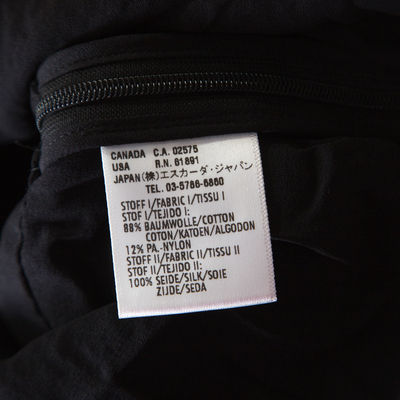 CANADA C.A. 02575
USA R.N. 61891
JAPAN(株)エスカーダ・ジャパン
TEL. 03-5786-6660
STOFF I/FABRIC I/TISSU I
STOF I/TEJIDO I:
88% BAUMWOLLE/COTTON
COTON/KATOEN/ALGODON
12% PA.-NYLON
STOFF II/FABRIC II/TISSU II
STOF II/TEJIDO II:
100% SEIDE/SILK/SOIE
ZIJDE/SEDA